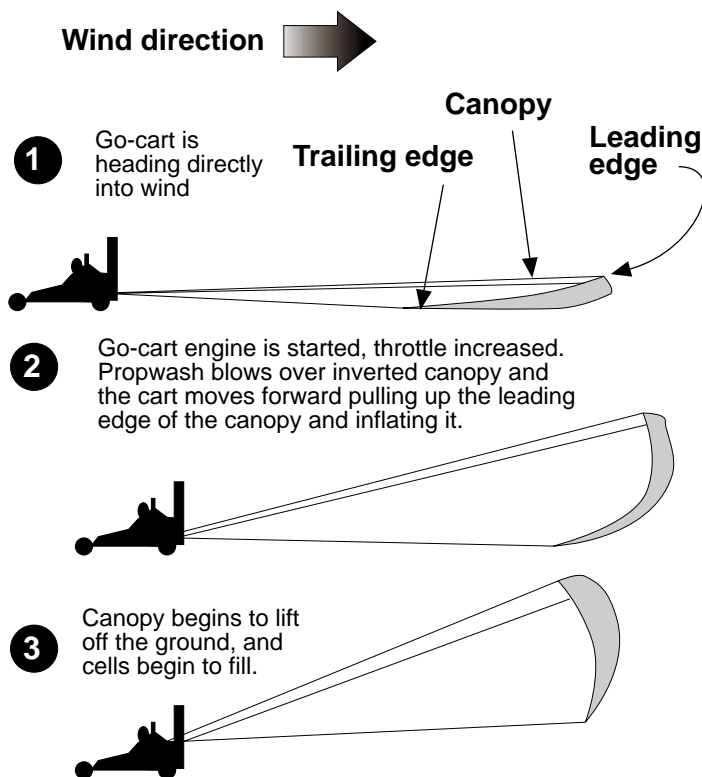 Wind direction
Canopy
Leading
edge
Trailing edge
1
Go-cart is
heading directly
into wind
2
Go-cart engine is started, throttle increased.
Propwash blows over inverted canopy and
the cart moves forward pulling up the leading
edge of the canopy and inflating it.
3
Canopy begins to lift
off the ground, and
cells begin to fill.